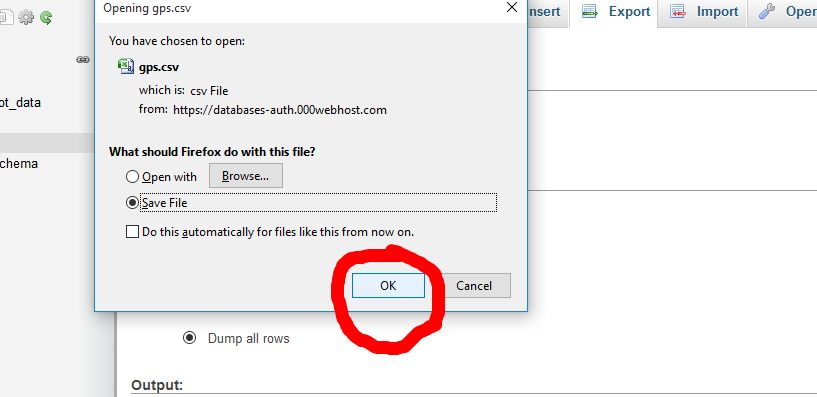 Opening gps.csv
nsert
Export
Import
Oper
You have chosen to open:
gps.csv
which is: csv File
from: https://databases-auth.000webhost.com
ot_data
chema
What should Firefox do with this file?
Open with
Browse...
Save File
Do this automatically for files like this from now on.
OK
Cancel
Dump all rows
Output: